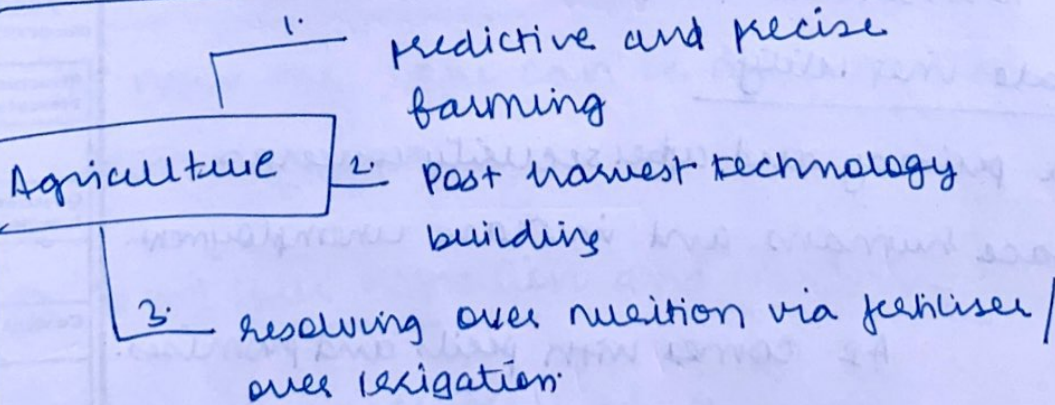 1. predictive and precise
farming
Agriculture
2. Post harvest technology
building
3. resolving over nutrition via fertiliser /
over irrigation.